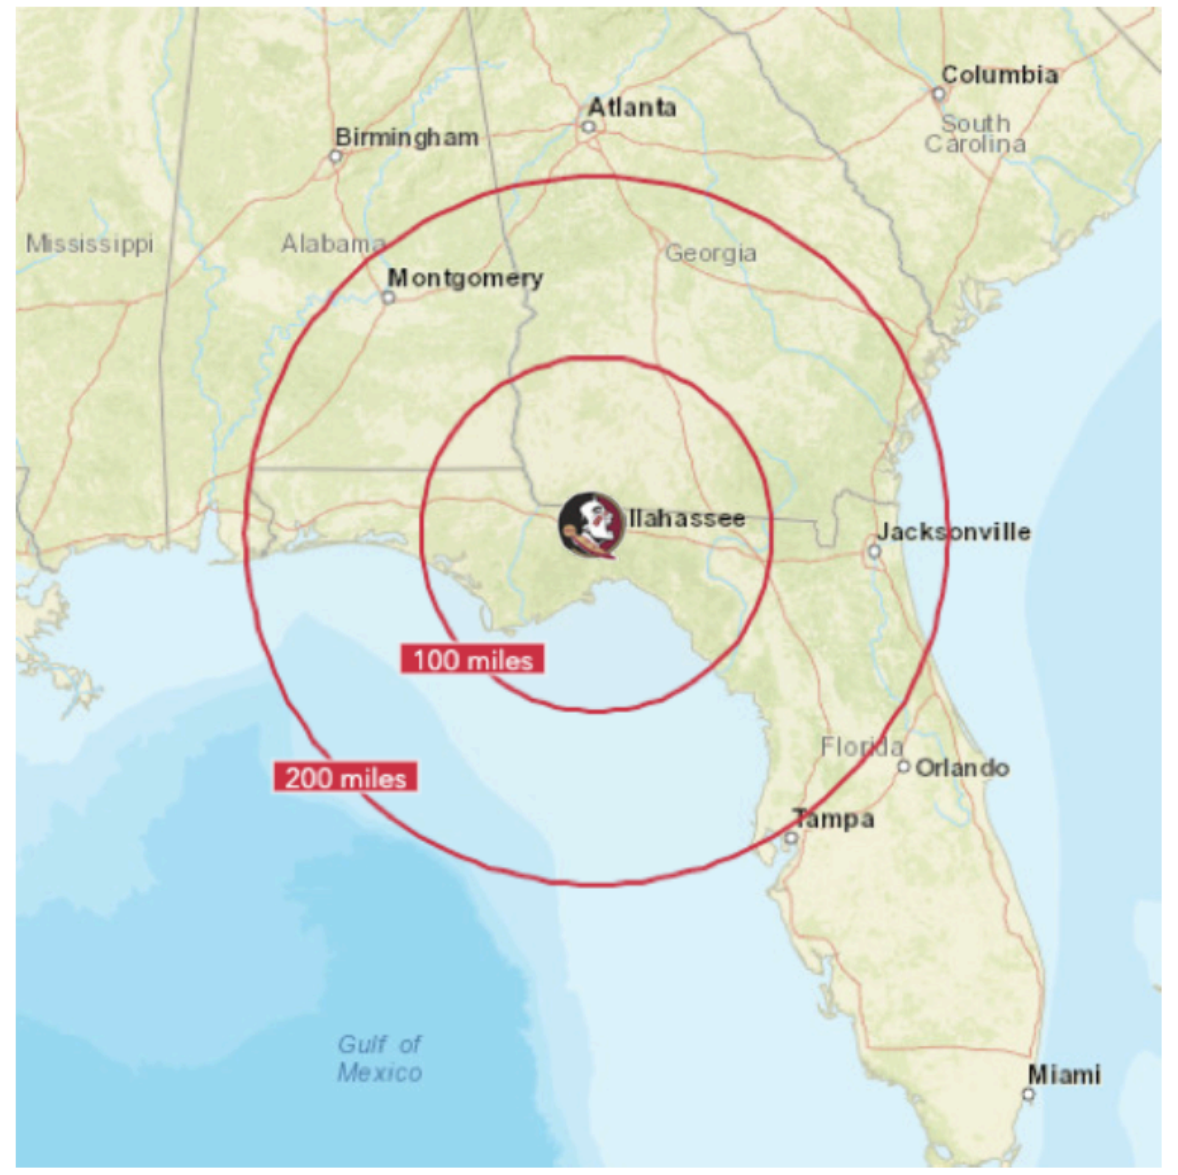 Columbia
Atlanta
South
Carolina
Birmingham
Mississippi
Alabama
Georgia
Montgomery
llahassee
Jacksonville
100 miles
Florida
Orlando
200 miles
Tampa
Gulf of
Mexico
Miami